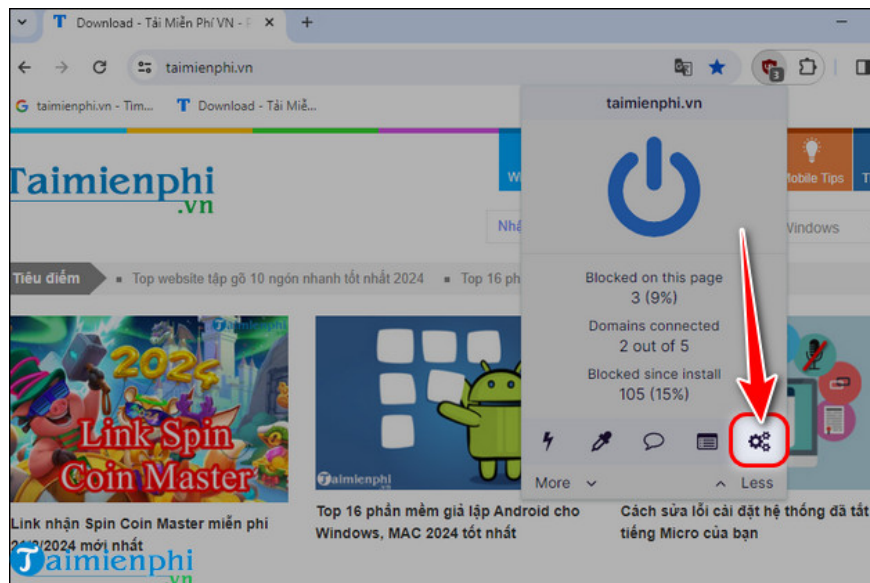 Download - Tải Miễn Phí VN -
taimienphi.vn
3
taimienphi.vn - Tìm...
Download - Tải Miễ...
taimienphi.vn
Taimienphi
.vn
Mobile Tips
Windows
Tiêu điểm
Top website tập gõ 10 ngón nhanh tốt nhất 2024
Top 16
Blocked on this page
3 (9%)
Domains connected
2 out of 5
Blocked since install
105 (15%)
More
Less
Taimienphi
2024
Link Spin
Coin Master
Taimienphi
Link nhận Spin Coin Master miễn phí
mới nhất
Top 16 phần mềm giả lập Android cho
Windows, MAC 2024 tốt nhất
Cách sửa lỗi cài đặt hệ thống đã tắt
tiếng Micro của bạn
Taimienphi
.vn